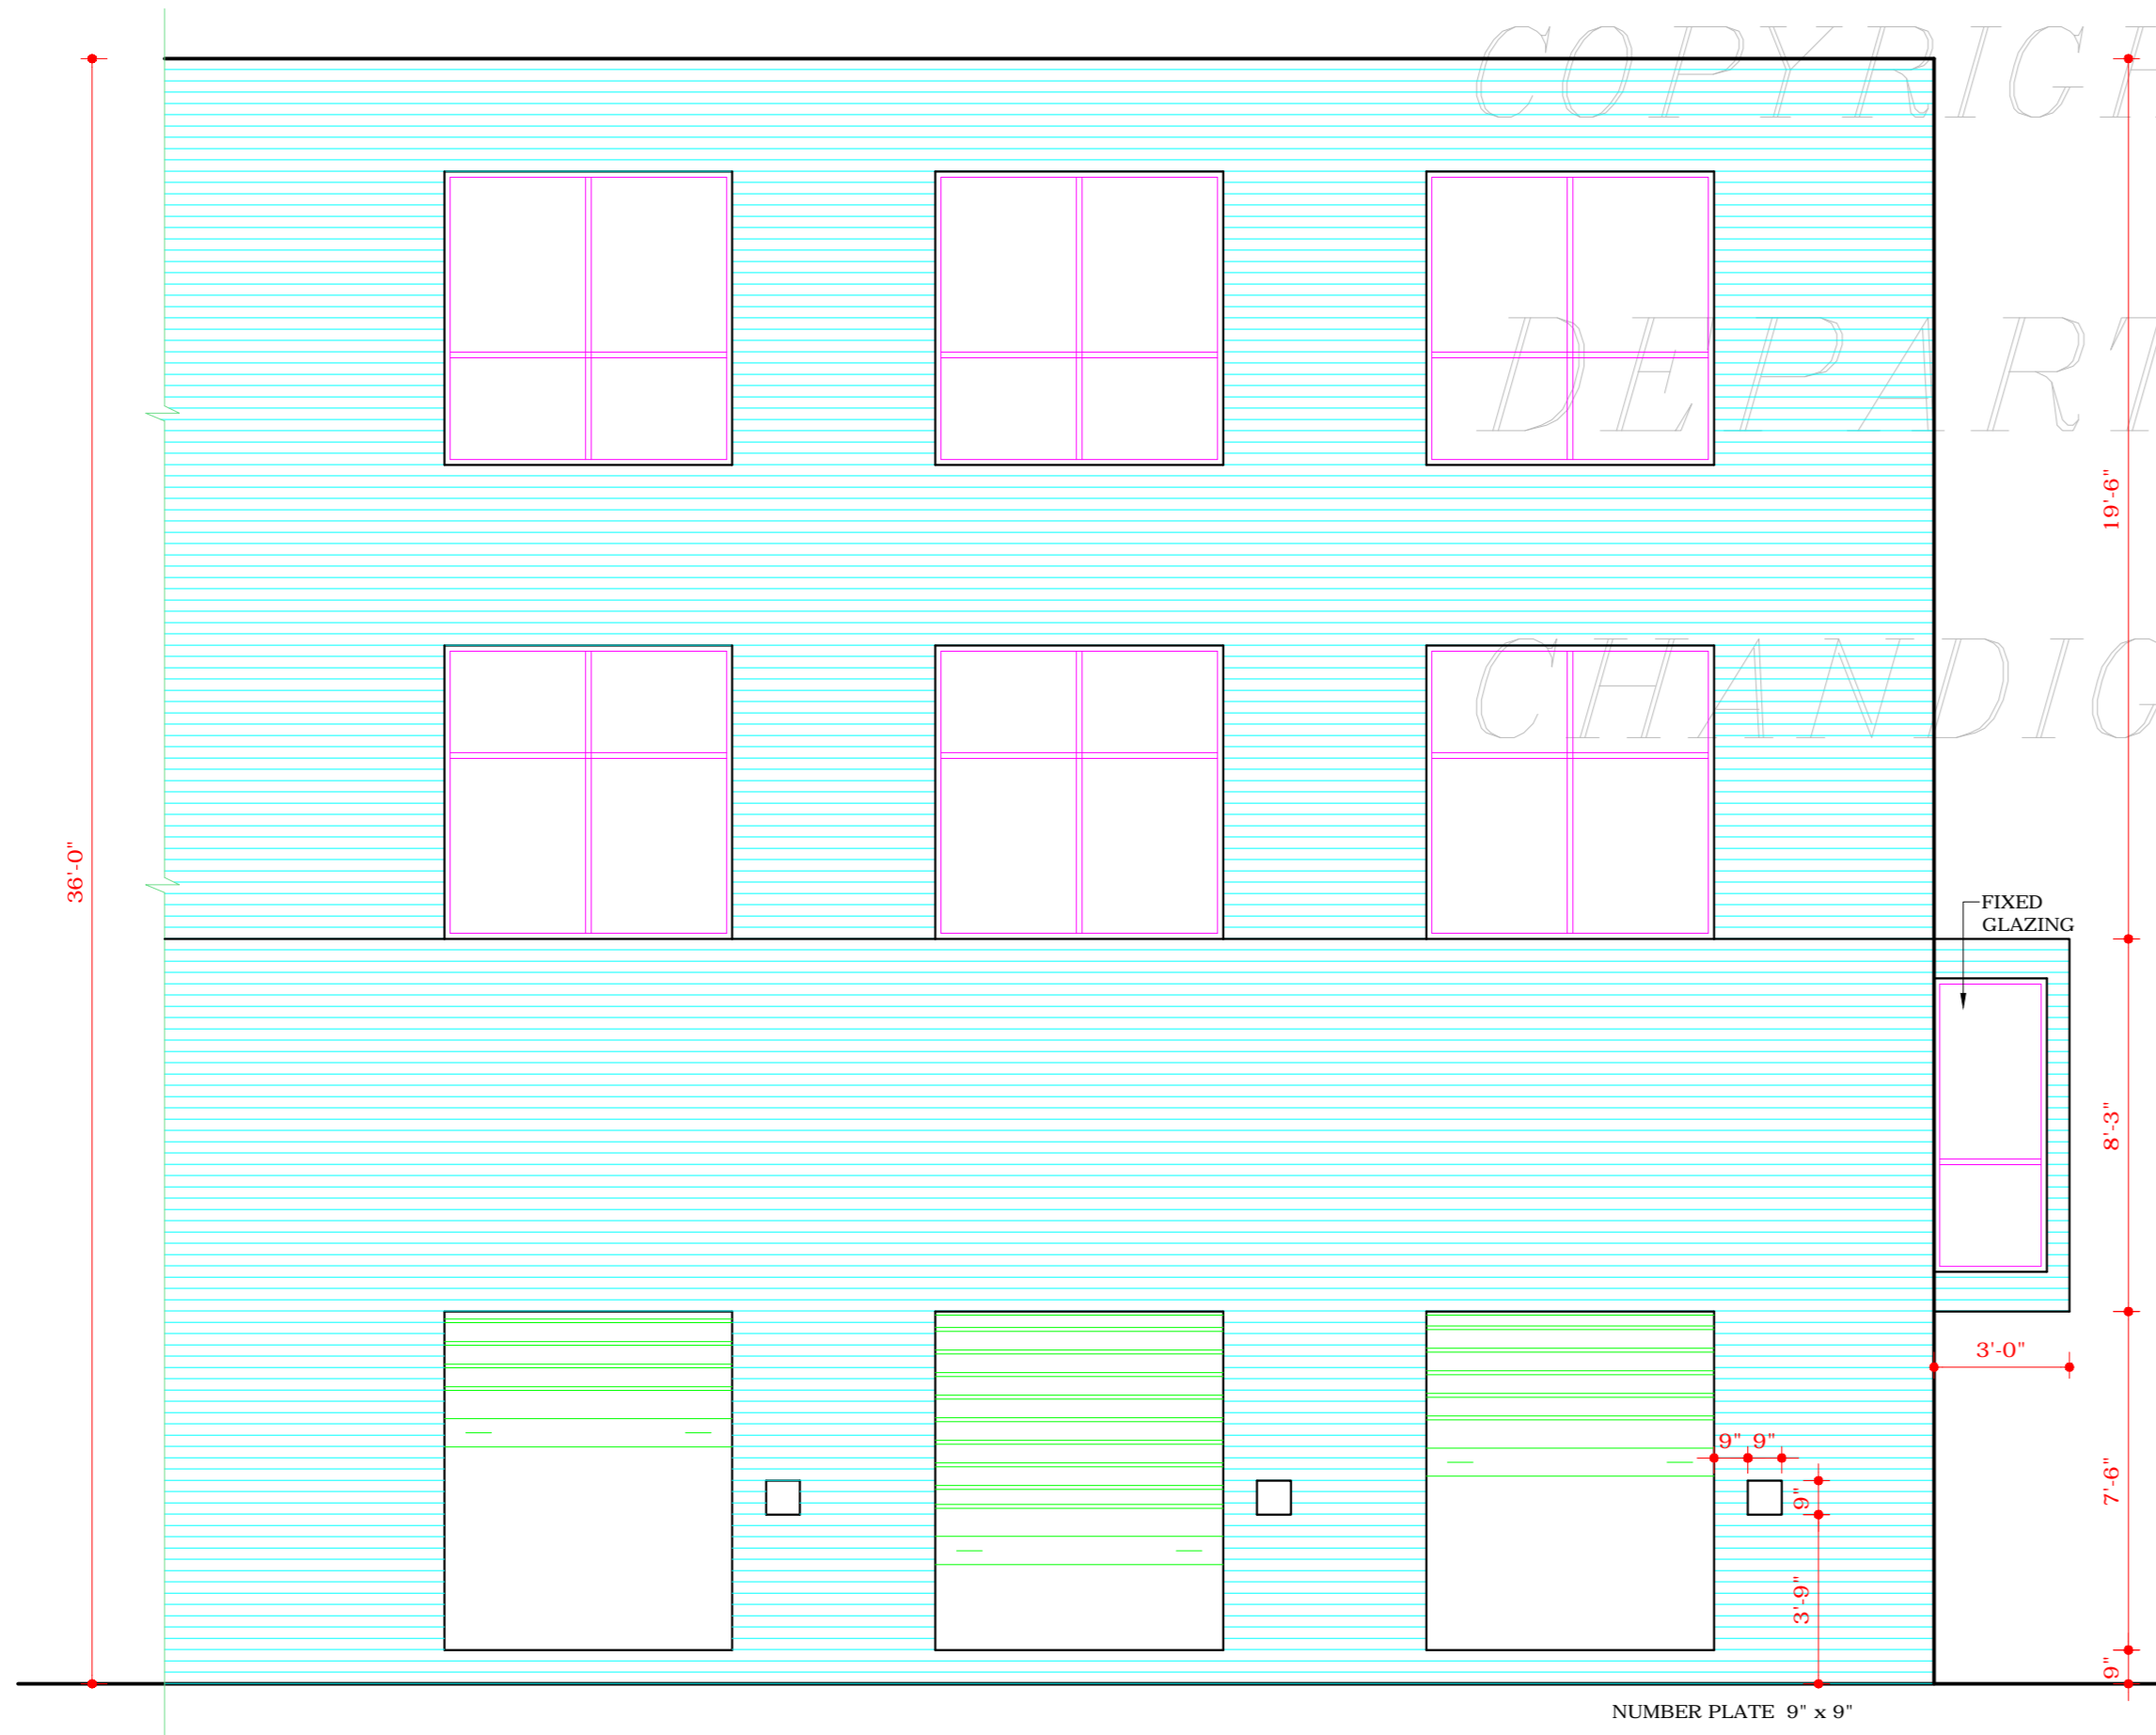 COPYRIGH
DEPART
CHANDIG
36'-0"
19'-6"
FIXED
GLAZING
8'-3"
3'-0"
9" 9"
9"
7'-6"
3'-9"
9"
NUMBER PLATE 9" x 9"